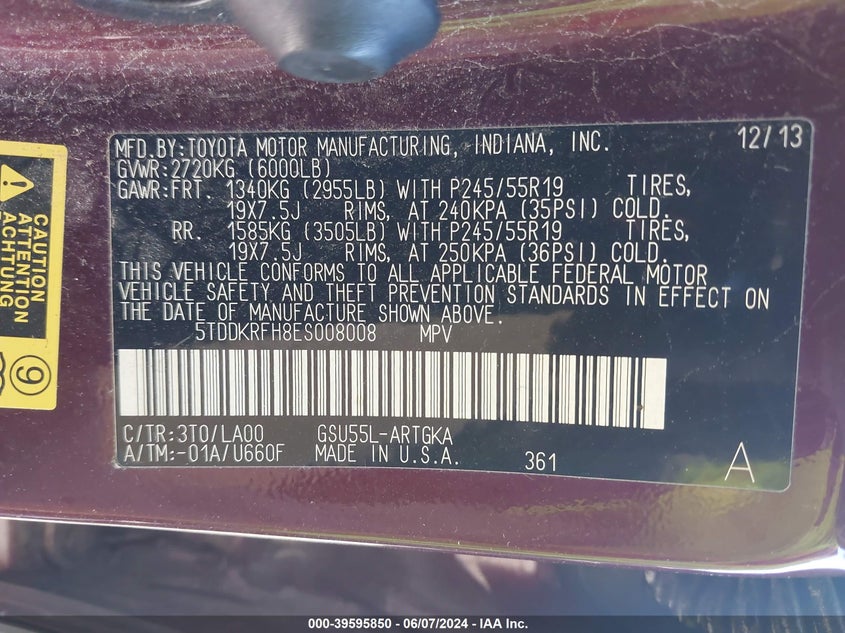 MFD.BY:TOYOTA MOTOR MANUFACTURING, INDIANA, INC. 12/13
GVWR:2720KG (6000LB)
GAWR:FRT. 1340KG (2955LB) WITH P245/55R19 TIRES,
19X7.5J RIMS, AT 240KPA (35PSI) COLD.
RR. 1585KG (3505LB) WITH P245/55R19 TIRES,
19X7.5J RIMS, AT 250KPA (36PSI) COLD.
THIS VEHICLE CONFORMS TO ALL APPLICABLE FEDERAL MOTOR
VEHICLE SAFETY AND THEFT PREVENTION STANDARDS IN EFFECT ON
THE DATE OF MANUFACTURE SHOWN ABOVE.
5TDDKRFH8ES008008 MPV
C/TR:3T0/LA00 GSU55L-ARTGKA
A/TM:-01A/U660F MADE IN U.S.A. 361 A
CAUTION
ATTENTION
ACHTUNG
9
000-39595850 - 06/07/2024 - IAA Inc.